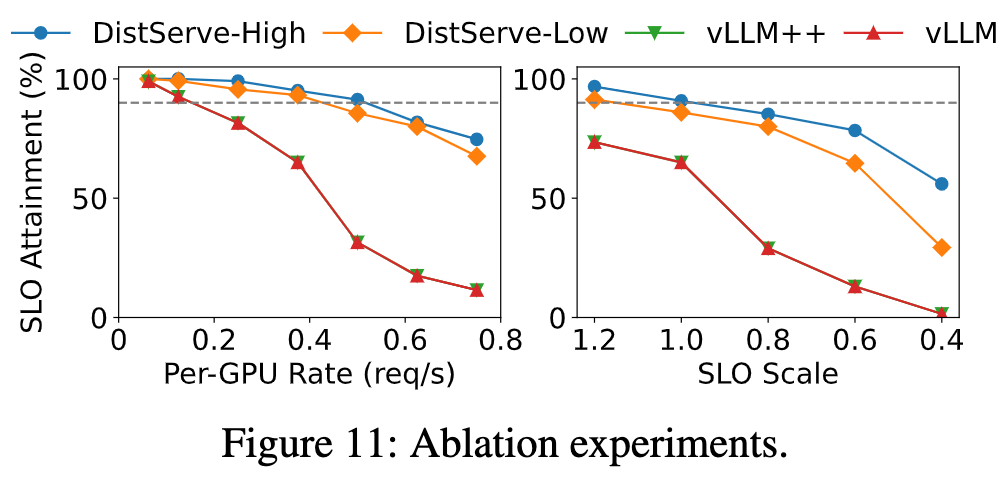 DistServe-High DistServe-Low vLLM++ vLLM
SLO Attainment (%)
100
50
0
0 0.2 0.4 0.6 0.8
Per-GPU Rate (req/s)
100
50
0
1.2 1.0 0.8 0.6 0.4
SLO Scale
Figure 11: Ablation experiments.